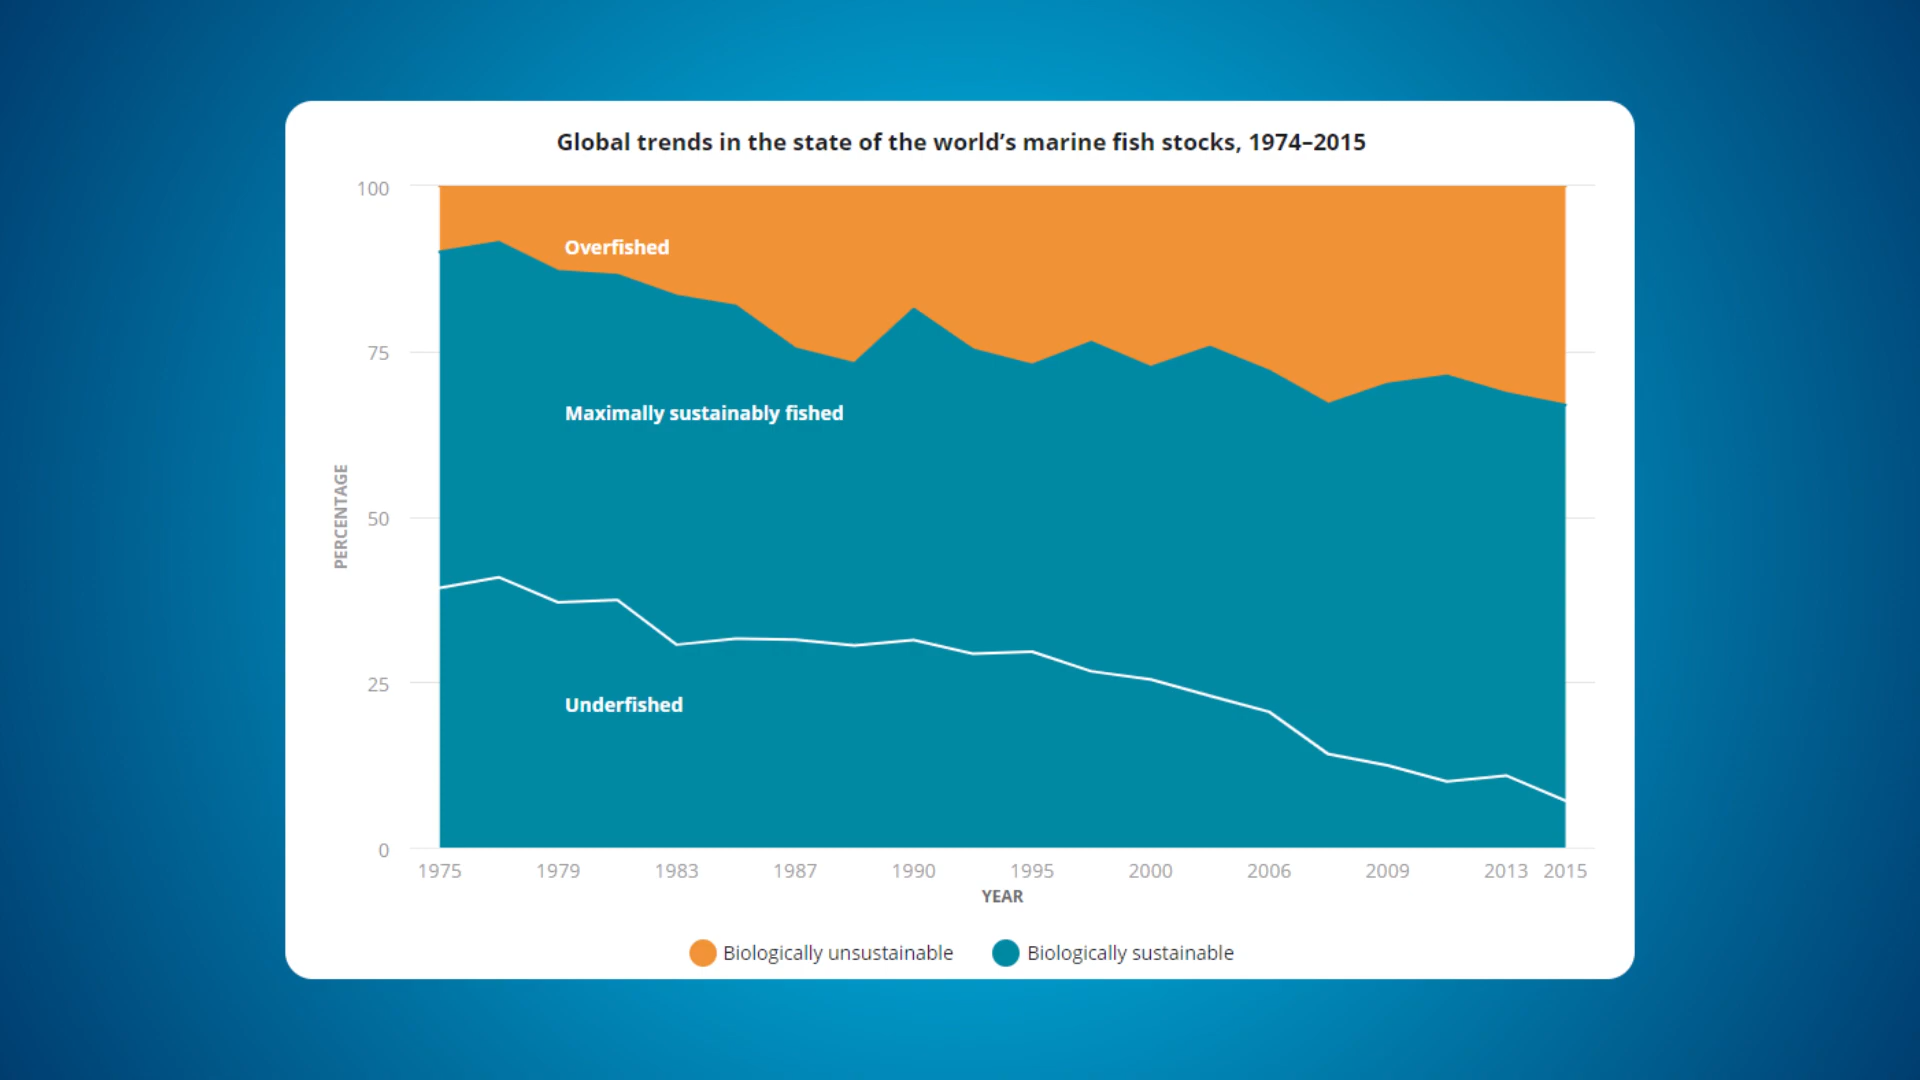 Global trends in the state of the world’s marine fish stocks, 1974–2015
100
75
50
25
0
PERCENTAGE
Overfished
Maximally sustainably fished
Underfished
1975 1979 1983 1987 1990 1995 2000 2006 2009 2013 2015
YEAR
Biologically unsustainable Biologically sustainable